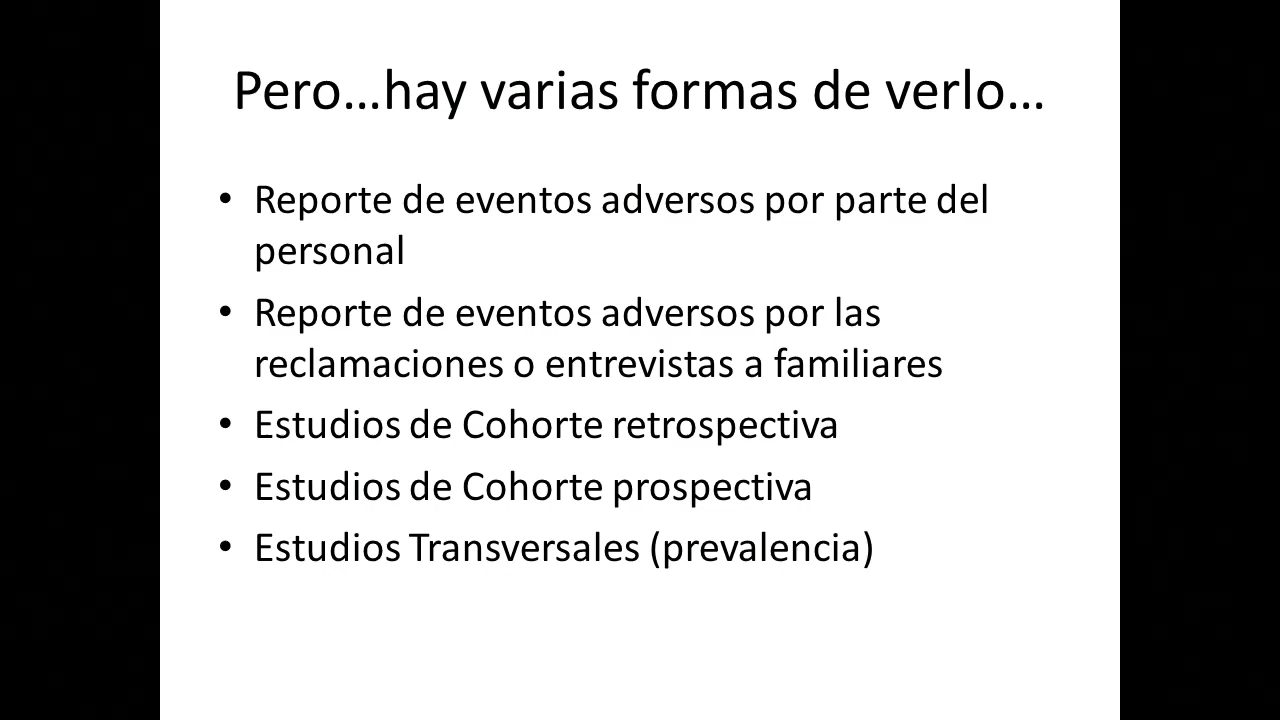 Pero…hay varias formas de verlo…
• Reporte de eventos adversos por parte del
personal
• Reporte de eventos adversos por las
reclamaciones o entrevistas a familiares
• Estudios de Cohorte retrospectiva
• Estudios de Cohorte prospectiva
• Estudios Transversales (prevalencia)